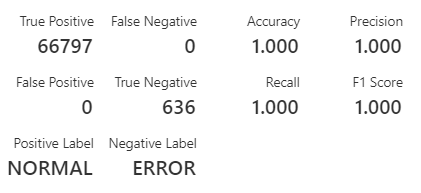 True Positive False Negative Accuracy Precision
66797 0 1.000 1.000
False Positive True Negative Recall F1 Score
0 636 1.000 1.000
Positive Label Negative Label
NORMAL ERROR